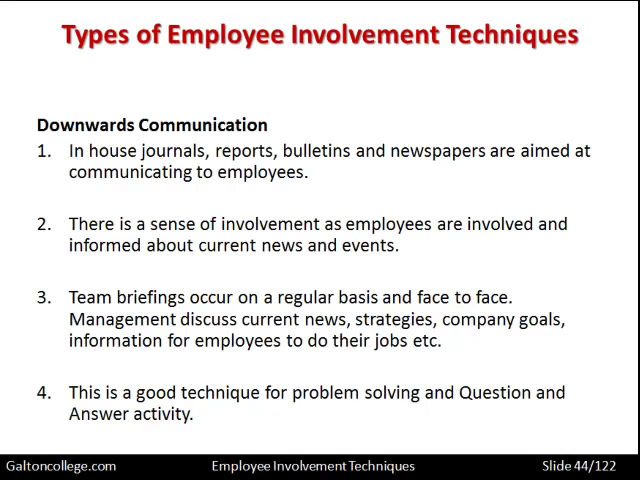 Types of Employee Involvement Techniques
Downwards Communication
1. In house journals, reports, bulletins and newspapers are aimed at
communicating to employees.
2. There is a sense of involvement as employees are involved and
informed about current news and events.
3. Team briefings occur on a regular basis and face to face.
Management discuss current news, strategies, company goals,
information for employees to do their jobs etc.
4. This is a good technique for problem solving and Question and
Answer activity.
Galtoncollege.com Employee Involvement Techniques Slide 44/122